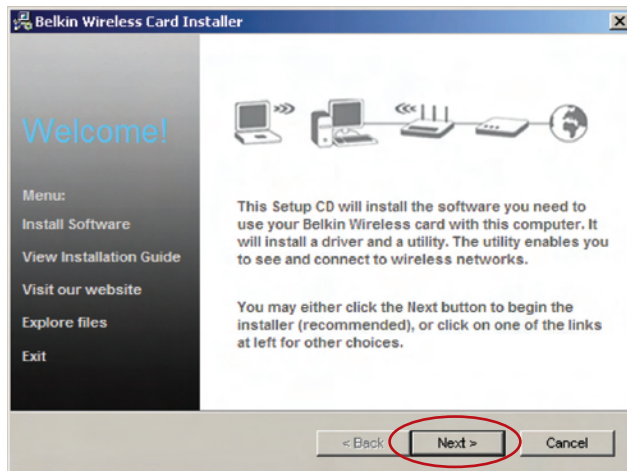 Belkin Wireless Card Installer
Welcome!
Menu:
Install Software
View Installation Guide
Visit our website
Explore files
Exit
This Setup CD will install the software you need to
use your Belkin Wireless card with this computer. It
will install a driver and a utility. The utility enables you
to see and connect to wireless networks.
You may either click the Next button to begin the
installer (recommended), or click on one of the links
at left for other choices.
< Back
Next >
Cancel